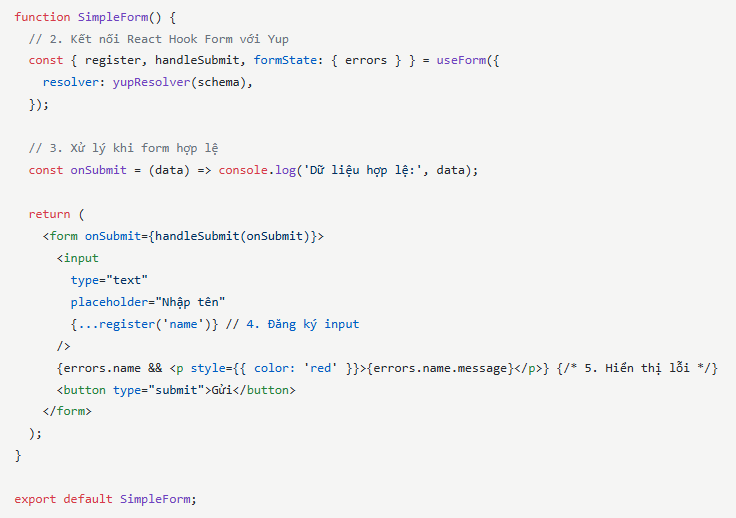 function SimpleForm() {
// 2. Kết nối React Hook Form với Yup
const { register, handleSubmit, formState: { errors } } = useForm({
resolver: yupResolver(schema),
});
// 3. Xử lý khi form hợp lệ
const onSubmit = (data) => console.log('Dữ liệu hợp lệ:', data);
return (
<form onSubmit={handleSubmit(onSubmit)}>
<input
type="text"
placeholder="Nhập tên"
{...register('name')} // 4. Đăng ký input
/>
{errors.name && <p style={{ color: 'red' }}>{errors.name.message}</p>} {/* 5. Hiển thị lỗi */}
<button type="submit">Gửi</button>
</form>
);
}
export default SimpleForm;